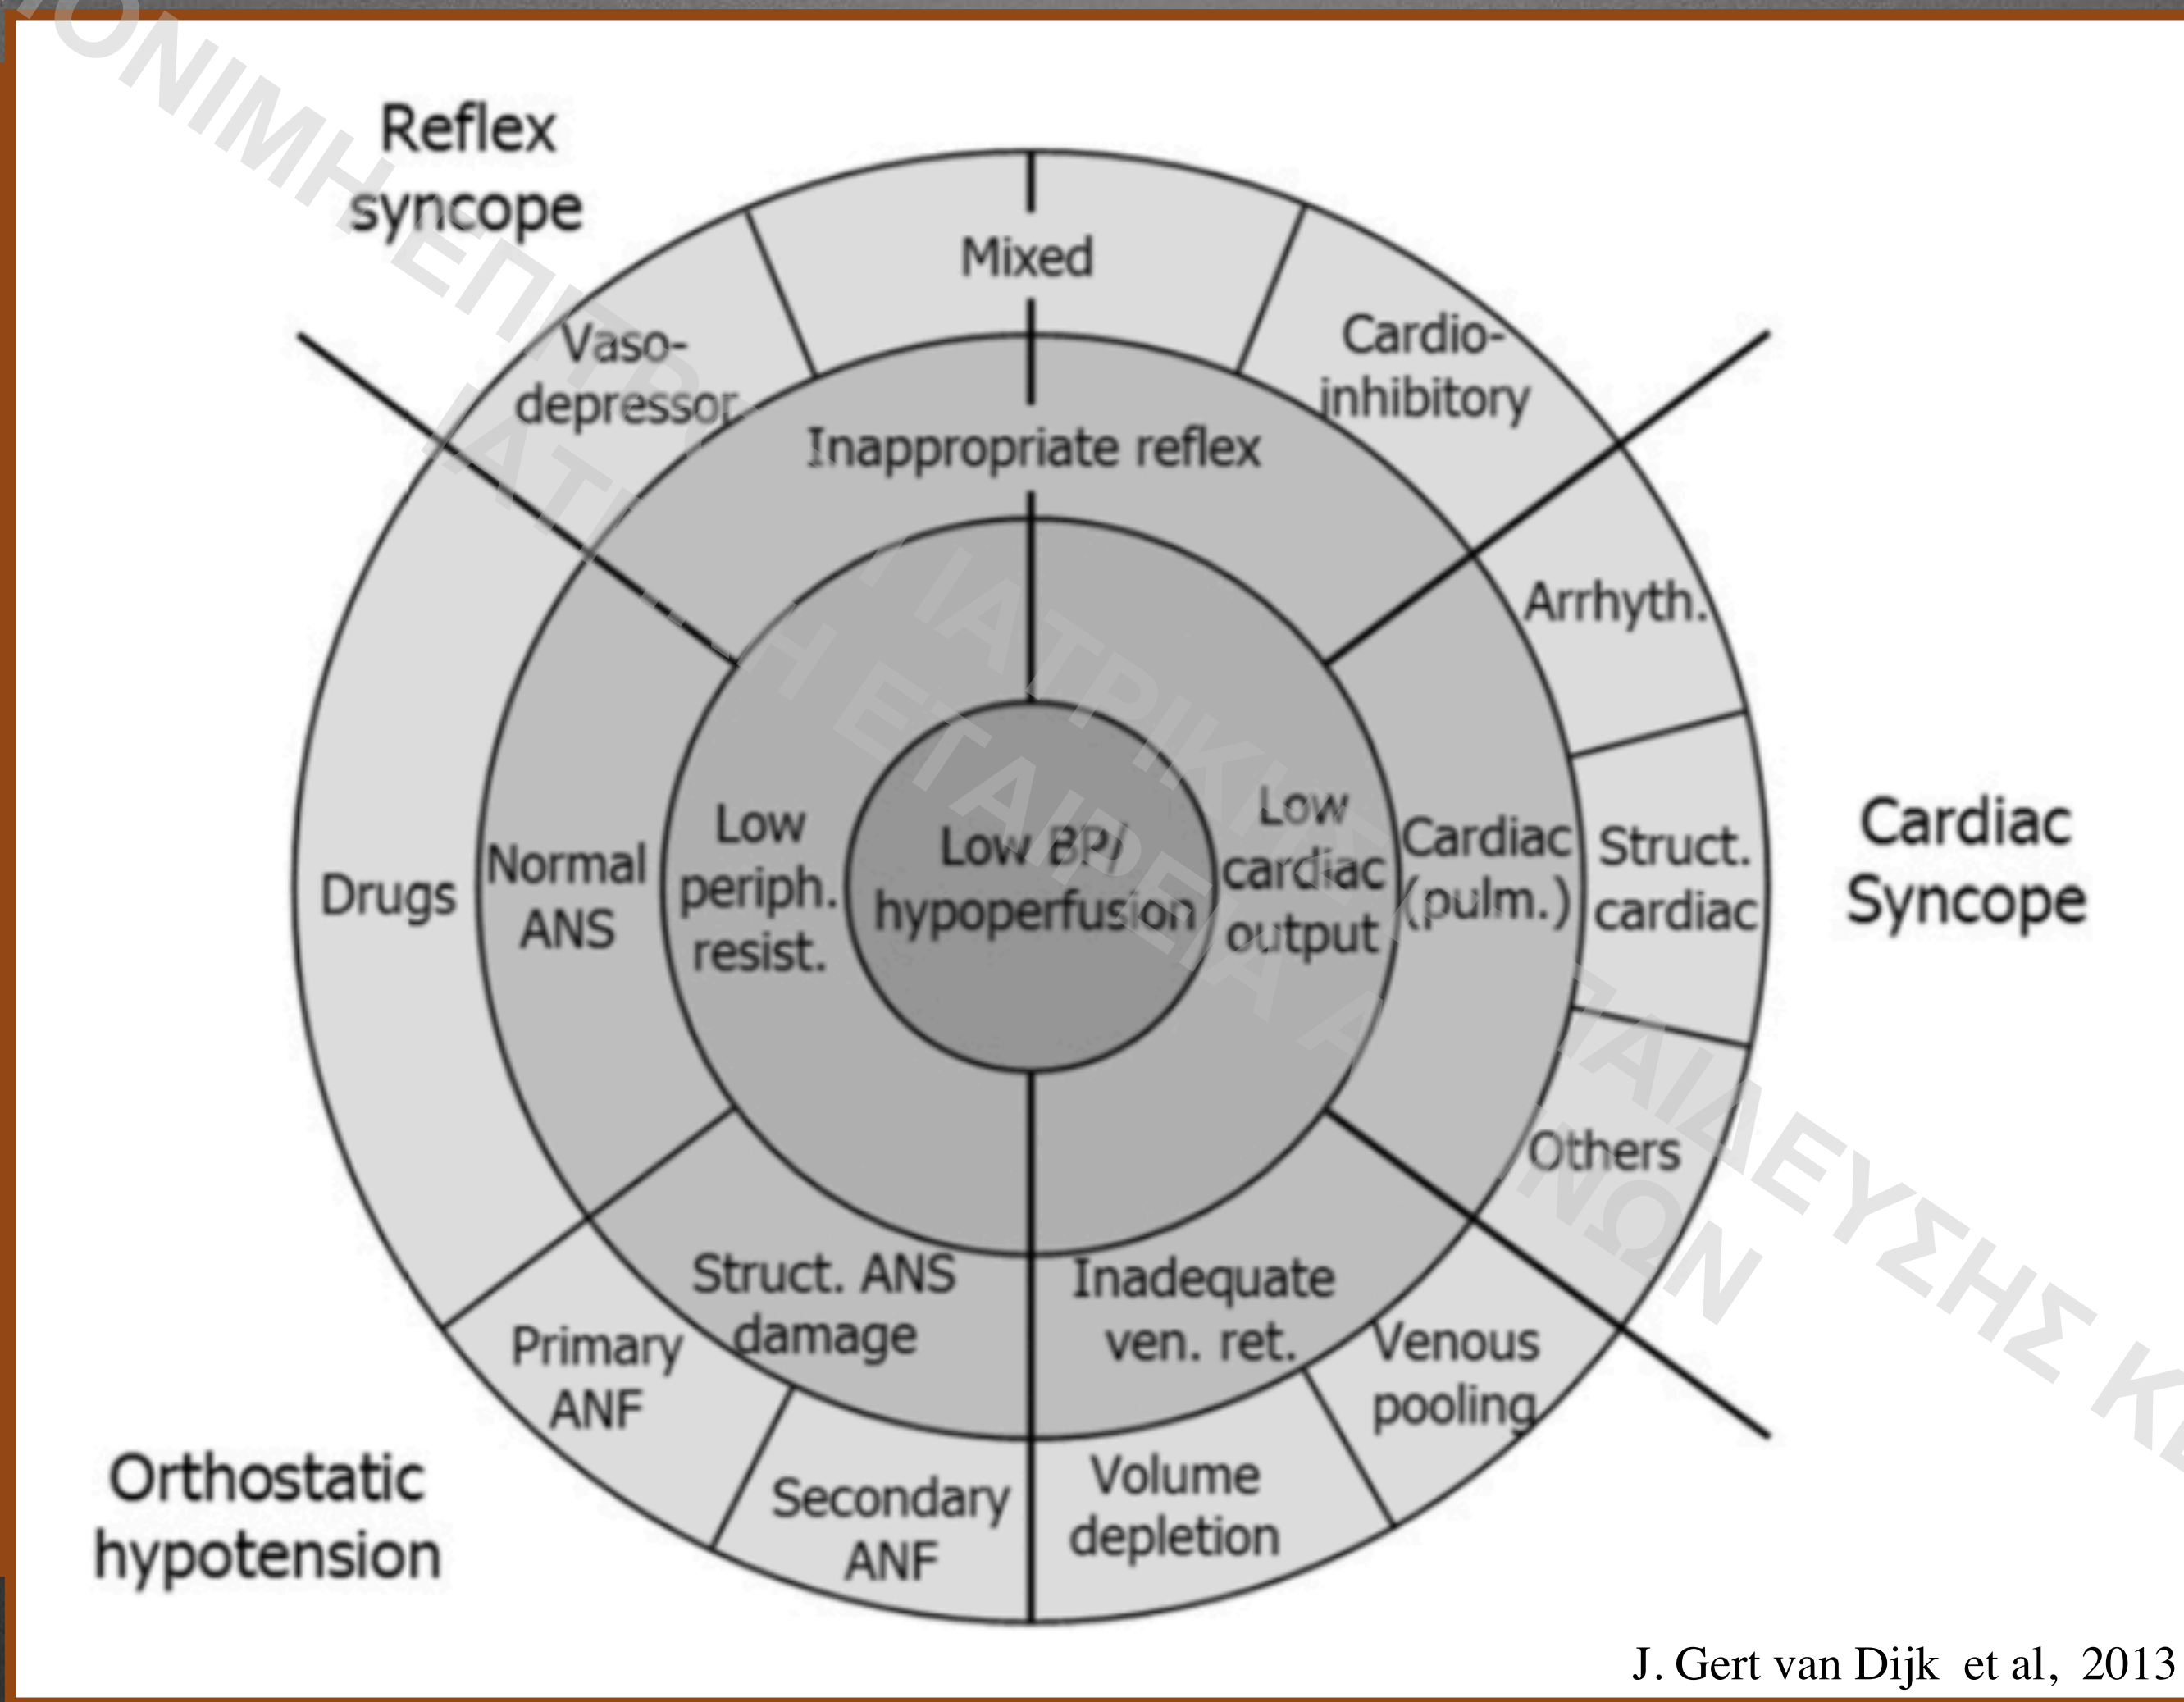 Reflex
syncope
Mixed
Vaso-
depressor
Cardio-
inhibitory
Inappropriate reflex
Arrhyth.
Drugs
Normal
ANS
Low
periph.
resist.
Low BP/
hypoperfusion
Low
cardiac
output
Cardiac
(pulm.)
Struct.
cardiac
Cardiac
Syncope
Others
Struct. ANS
damage
Inadequate
ven. ret.
Primary
ANF
Venous
pooling
Secondary
ANF
Volume
depletion
Orthostatic
hypotension
J. Gert van Dijk et al, 2013